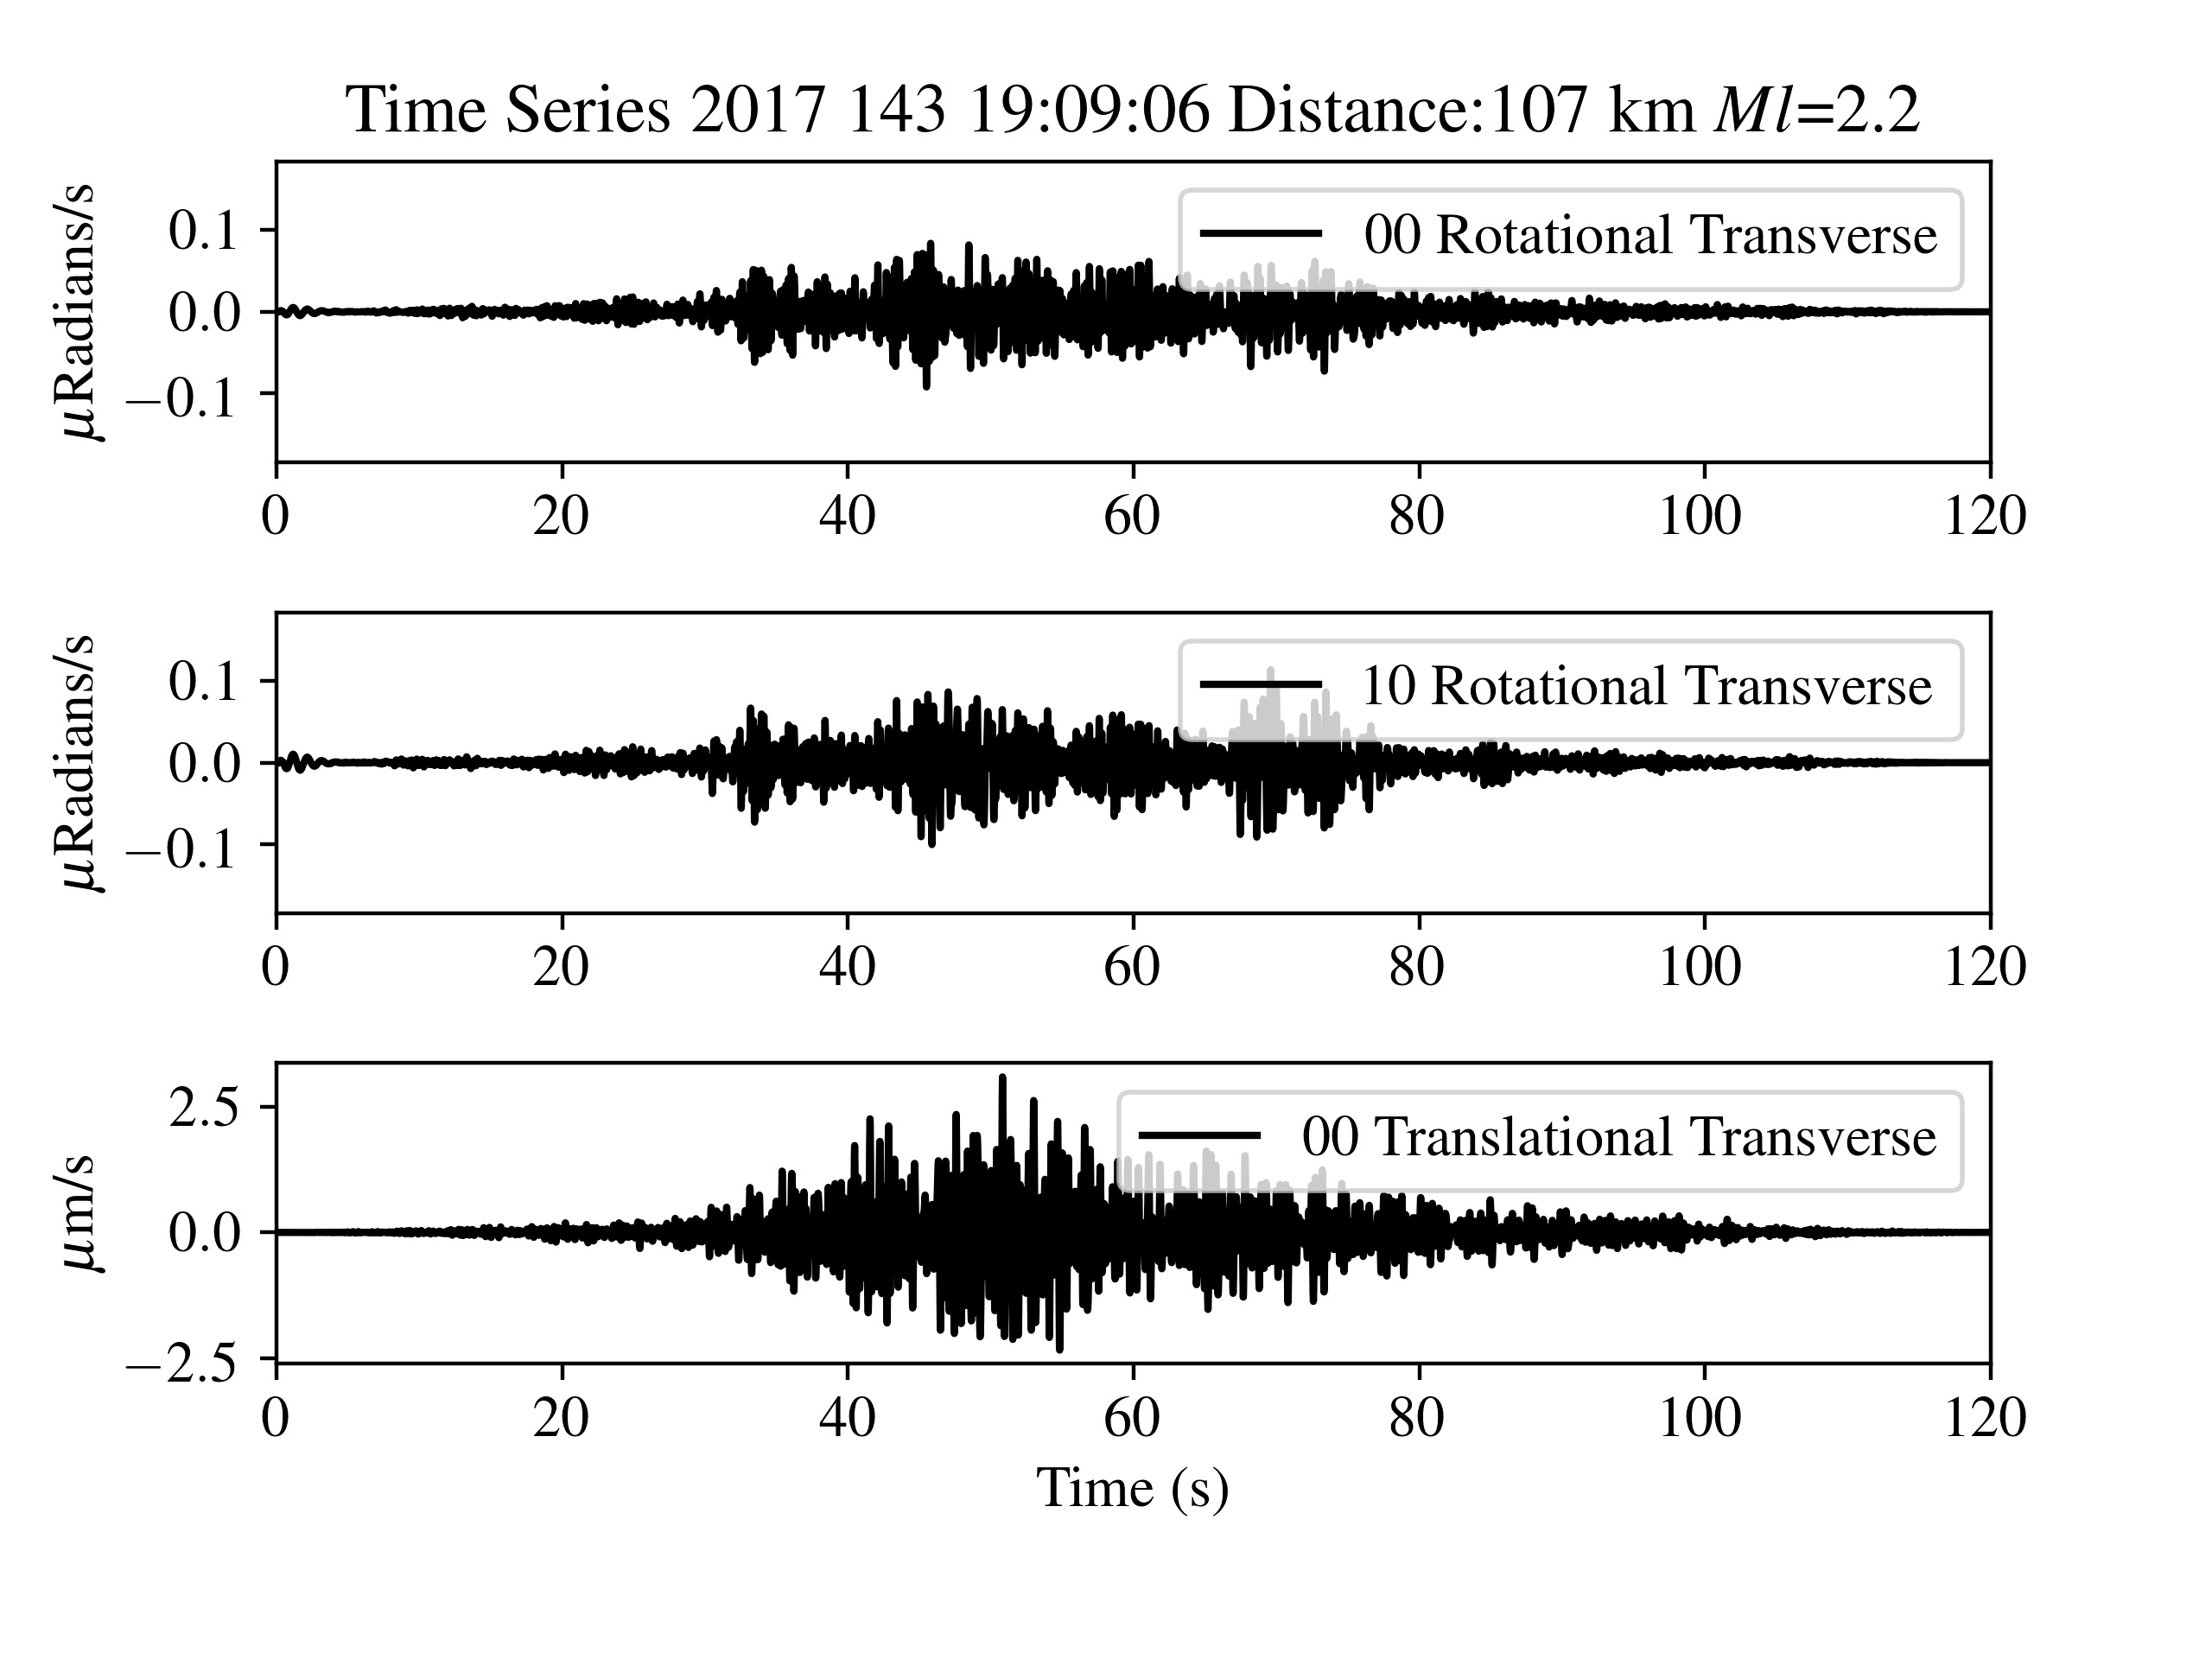 Time Series 2017 143 19:09:06 Distance:107 km Ml=2.2
μRadians/s
0.1
0.0
−0.1
00 Rotational Transverse
0 20 40 60 80 100 120
μRadians/s
0.1
0.0
−0.1
10 Rotational Transverse
0 20 40 60 80 100 120
μm/s
2.5
0.0
−2.5
00 Translational Transverse
0 20 40 60 80 100 120
Time (s)